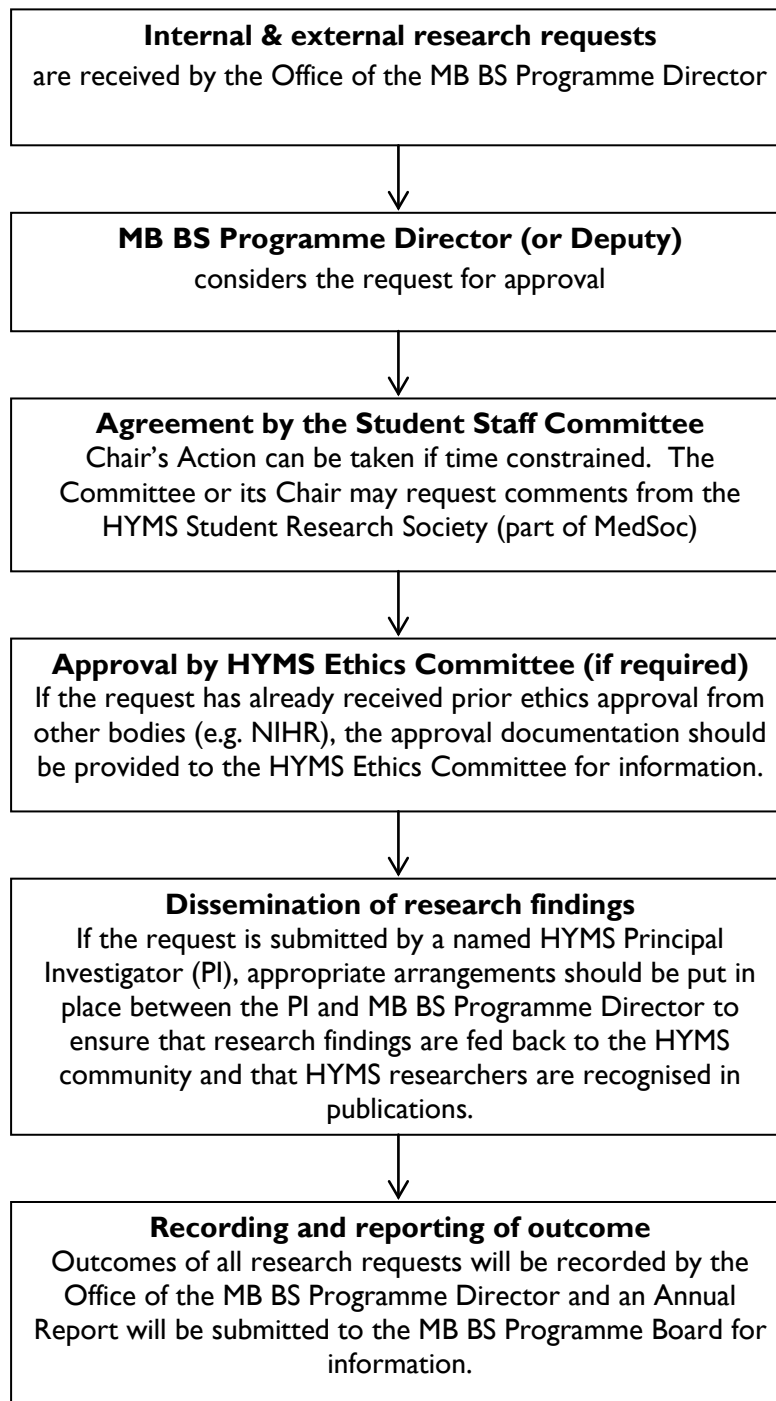 Internal & external research requests
are received by the Office of the MB BS Programme Director
MB BS Programme Director (or Deputy)
considers the request for approval
Agreement by the Student Staff Committee
Chair’s Action can be taken if time constrained.  The
Committee or its Chair may request comments from the
HYMS Student Research Society (part of MedSoc)
Approval by HYMS Ethics Committee (if required)
If the request has already received prior ethics approval from
other bodies (e.g. NIHR), the approval documentation should
be provided to the HYMS Ethics Committee for information.
Dissemination of research findings
If the request is submitted by a named HYMS Principal
Investigator (PI), appropriate arrangements should be put in
place between the PI and MB BS Programme Director to
ensure that research findings are fed back to the HYMS
community and that HYMS researchers are recognised in
publications.
Recording and reporting of outcome
Outcomes of all research requests will be recorded by the
Office of the MB BS Programme Director and an Annual
Report will be submitted to the MB BS Programme Board for
information.